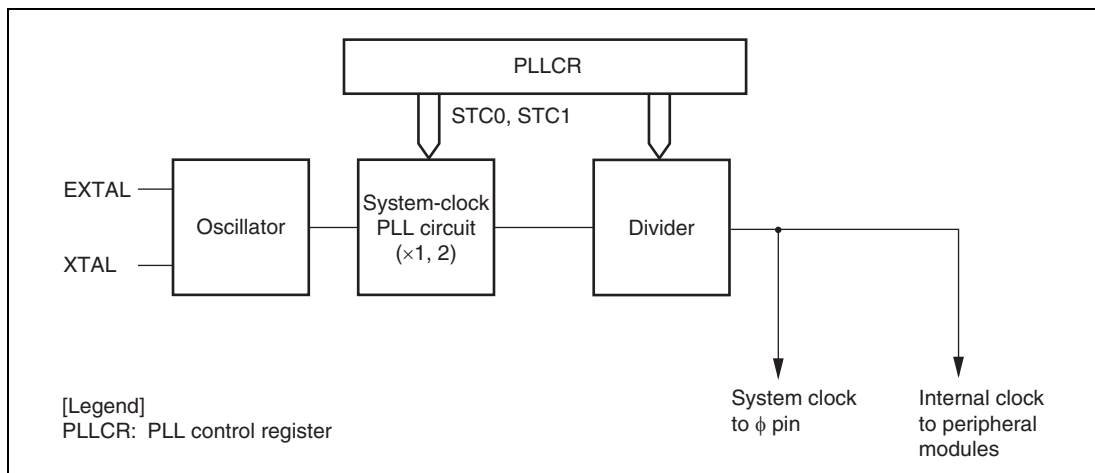 PLLCR
STC0, STC1
EXTAL
XTAL
Oscillator
System-clock
PLL circuit
(×1, 2)
Divider
System clock
to ϕ pin
Internal clock
to peripheral
modules
[Legend]
PLLCR: PLL control register